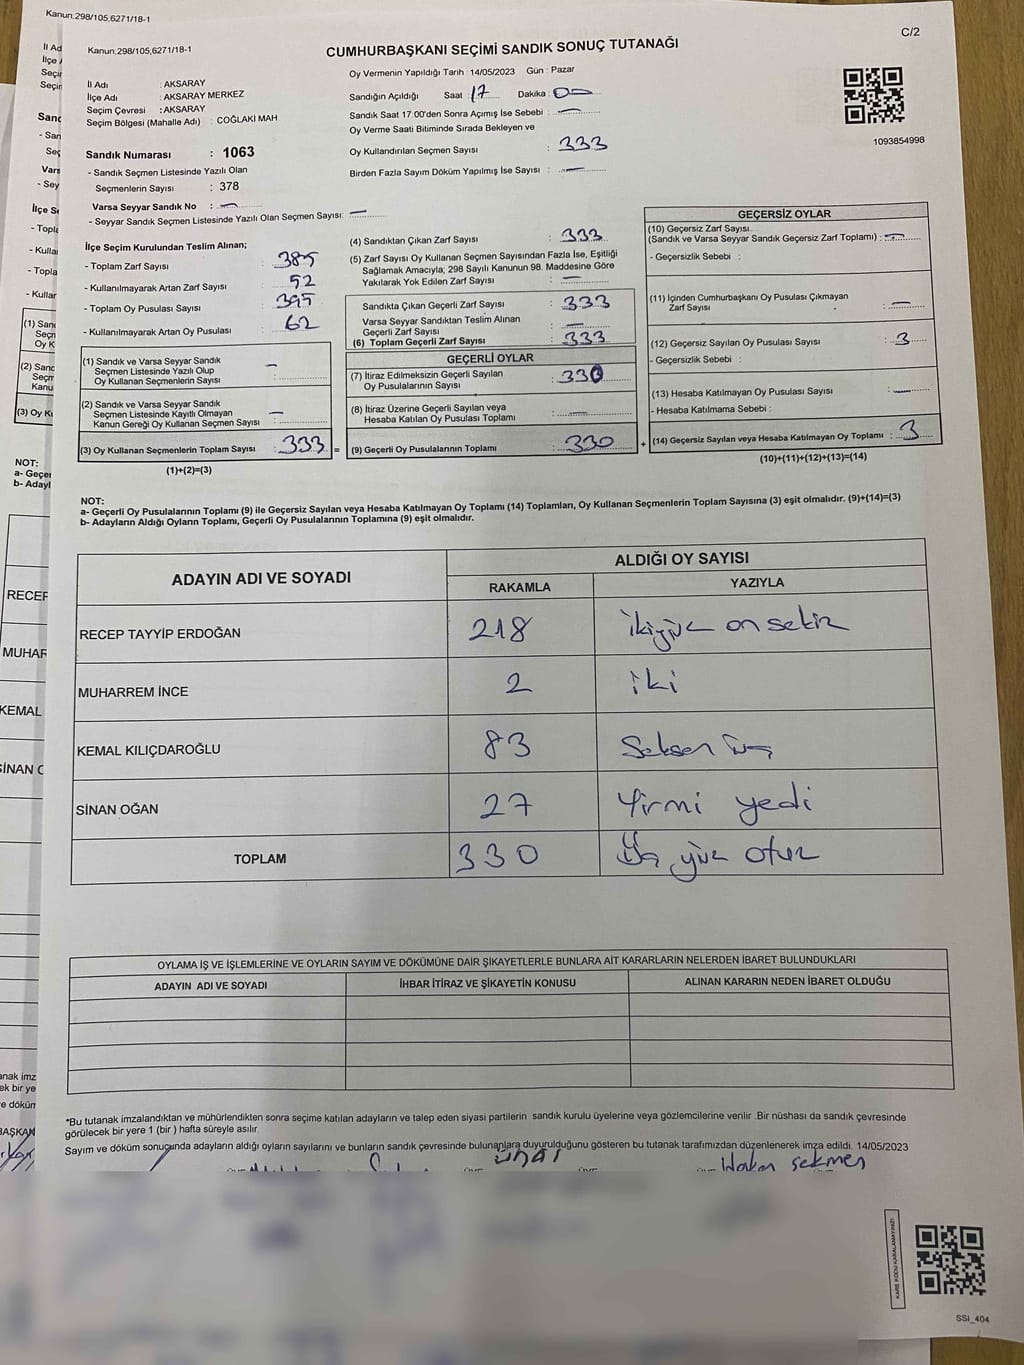 Kanun;298/105,6271/18-1
Kanun;298/105,6271/18-1
CUMHURBAŞKANI SEÇİMİ SANDIK SONUÇ TUTANAĞI
C/2
İl Adı : AKSARAY
İlçe Adı : AKSARAY MERKEZ
Seçim Çevresi : AKSARAY
Seçim Bölgesi (Mahalle Adı) : COĞLAKİ MAH.
Sandık Numarası : 1063
- Sandık Seçmen Listesinde Yazılı Olan
Seçmenlerin Sayısı : 378
Varsa Seyyar Sandık No : —
- Seyyar Sandık Seçmen Listesinde Yazılı Olan Seçmen Sayısı: —
Oy Vermenin Yapıldığı Tarih : 14/05/2023 Gün : Pazar
Sandığın Açıldığı Saat : 17 Dakika : 00
Sandık Saat 17:00'den Sonra Açımış İse Sebebi : —
Oy Verme Saati Bitiminde Sırada Bekleyen ve
Oy Kullandırılan Seçmen Sayısı : 333
Birden Fazla Sayım Döküm Yapılmış İse Sayısı : —
1093854998
İlçe Seçim Kurulundan Teslim Alınan;
- Toplam Zarf Sayısı : 385
- Kullanılmayarak Artan Zarf Sayısı : 52
- Toplam Oy Pusulası Sayısı : 395
- Kullanılmayarak Artan Oy Pusulası : 62
(1) Sandık ve Varsa Seyyar Sandık
Seçmen Listesinde Yazılı Olup
Oy Kullanan Seçmenlerin Sayısı : —
(2) Sandık ve Varsa Seyyar Sandık
Seçmen Listesinde Kayıtlı Olmayan
Kanun Gereği Oy Kullanan Seçmen Sayısı : —
(3) Oy Kullanan Seçmenlerin Toplam Sayısı : 333 =
(1)+(2)=(3)
(4) Sandıktan Çıkan Zarf Sayısı : 333
(5) Zarf Sayısı Oy Kullanan Seçmen Sayısından Fazla İse, Eşitliği
Sağlamak Amacıyla; 298 Sayılı Kanunun 98. Maddesine Göre
Yakılarak Yok Edilen Zarf Sayısı : —
Sandıkta Çıkan Geçerli Zarf Sayısı : 333
Varsa Seyyar Sandıktan Teslim Alınan
Geçerli Zarf Sayısı : —
(6) Toplam Geçerli Zarf Sayısı : 333
GEÇERLİ OYLAR
(7) İtiraz Edilmeksizin Geçerli Sayılan
Oy Pusulalarının Sayısı : 330
(8) İtiraz Üzerine Geçerli Sayılan veya
Hesaba Katılan Oy Pusulası Toplamı : —
(9) Geçerli Oy Pusulalarının Toplamı : 330 +
GEÇERSİZ OYLAR
(10) Geçersiz Zarf Sayısı.
(Sandık ve Varsa Seyyar Sandık Geçersiz Zarf Toplamı) : —
- Geçersizlik Sebebi :
(11) İçinden Cumhurbaşkanı Oy Pusulası Çıkmayan
Zarf Sayısı : —
(12) Geçersiz Sayılan Oy Pusulası Sayısı : 3
- Geçersizlik Sebebi :
(13) Hesaba Katılmayan Oy Pusulası Sayısı : —
- Hesaba Katılmama Sebebi :
(14) Geçersiz Sayılan veya Hesaba Katılmayan Oy Toplamı : 3
(10)+(11)+(12)+(13)=(14)
NOT:
a- Geçerli Oy Pusulalarının Toplamı (9) ile Geçersiz Sayılan veya Hesaba Katılmayan Oy Toplamı (14) Toplamları, Oy Kullanan Seçmenlerin Toplam Sayısına (3) eşit olmalıdır. (9)+(14)=(3)
b- Adayların Aldığı Oyların Toplamı, Geçerli Oy Pusulalarının Toplamına (9) eşit olmalıdır.
ADAYIN ADI VE SOYADI
ALDIĞI OY SAYISI
RAKAMLA
YAZIYLA
RECEP TAYYİP ERDOĞAN 218 ikiyüz on sekiz
MUHARREM İNCE 2 iki
KEMAL KILIÇDAROĞLU 83 Seksen üç
SİNAN OĞAN 27 Yirmi yedi
TOPLAM 330 Üç yüz otuz
OYLAMA İŞ VE İŞLEMLERİNE VE OYLARIN SAYIM VE DÖKÜMÜNE DAİR ŞİKAYETLERLE BUNLARA AİT KARARLARIN NELERDEN İBARET BULUNDUKLARI
ADAYIN ADI VE SOYADI
İHBAR İTİRAZ VE ŞİKAYETİN KONUSU
ALINAN KARARIN NEDEN İBARET OLDUĞU
*Bu tutanak imzalandıktan ve mühürlendikten sonra seçime katılan adayların ve talep eden siyasi partilerin sandık kurulu üyelerine veya gözlemcilerine verilir .Bir nüshası da sandık çevresinde
görülecek bir yere 1 (bir ) hafta süreyle asılır.
Sayım ve döküm sonuçında adayların aldığı oyların sayılarını ve bunların sandık çevresinde bulunanlara duyurulduğunu gösteren bu tutanak tarafımızdan düzenlenerek imza edildi. 14/05/2023
Hakan sekmen
KARE KODU KARALAMAYINIZ!
SSI_404